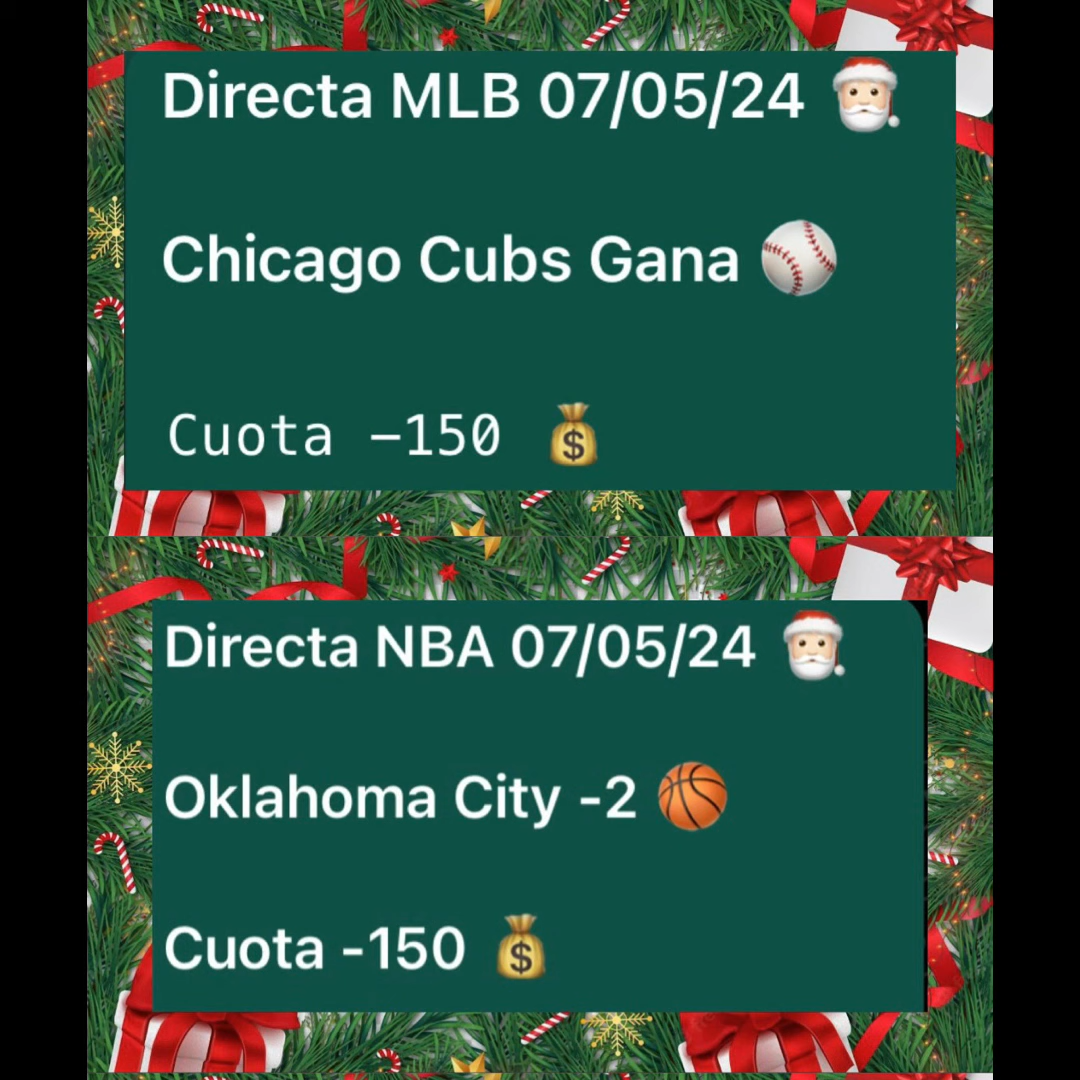 Directa MLB 07/05/24 🎅🏻
Chicago Cubs Gana ⚾
Cuota −150 💰
Directa NBA 07/05/24 🎅🏻
Oklahoma City -2 🏀
Cuota -150 💰